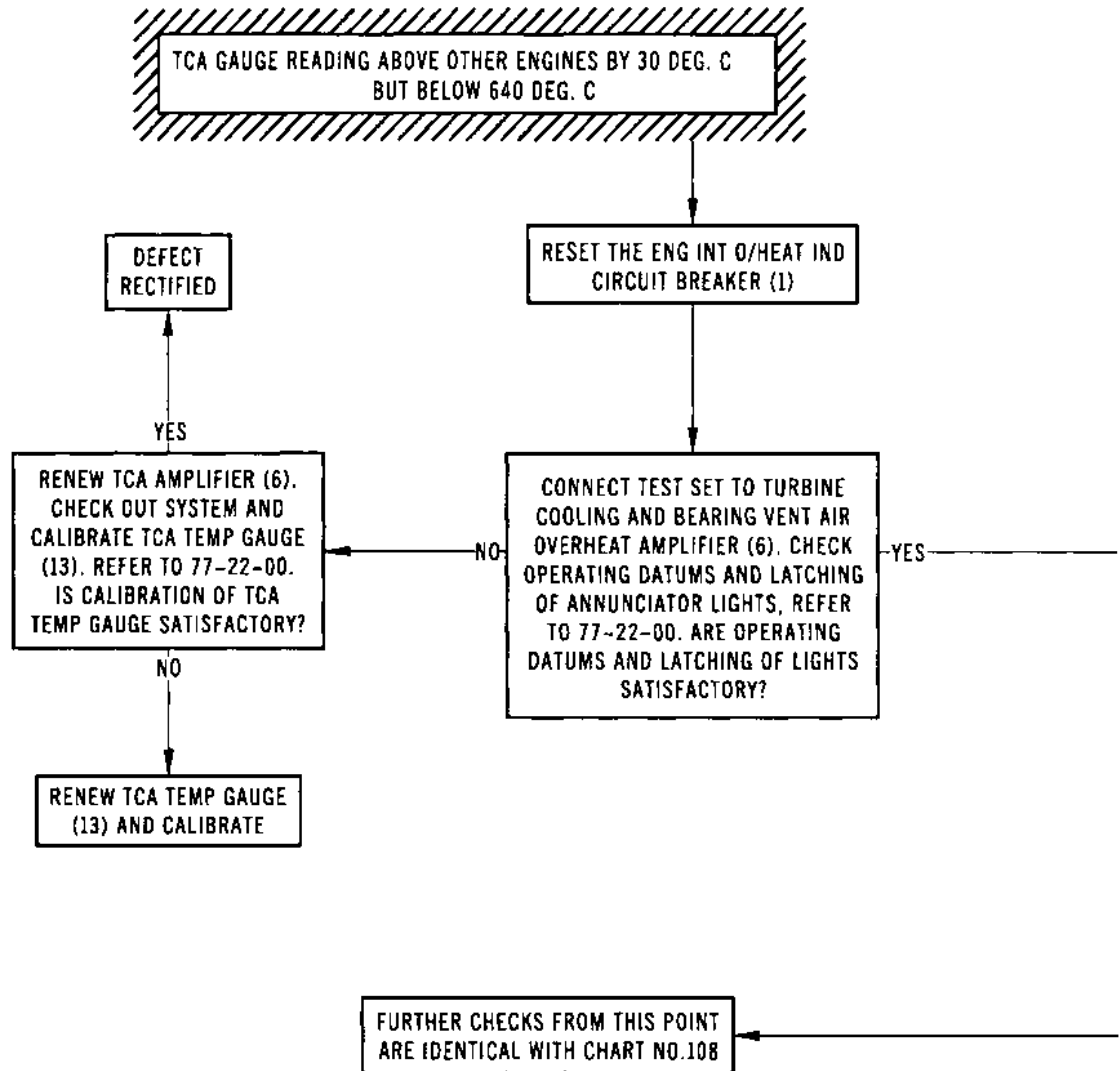 TCA GAUGE READING ABOVE OTHER ENGINES BY 30 DEG. C
BUT BELOW 640 DEG. C
RESET THE ENG INT O/HEAT IND
CIRCUIT BREAKER (1)
DEFECT
RECTIFIED
YES
RENEW TCA AMPLIFIER (6).
CHECK OUT SYSTEM AND
CALIBRATE TCA TEMP GAUGE
(13). REFER TO 77-22-00.
IS CALIBRATION OF TCA
TEMP GAUGE SATISFACTORY?
NO
CONNECT TEST SET TO TURBINE
COOLING AND BEARING VENT AIR
OVERHEAT AMPLIFIER (6). CHECK
OPERATING DATUMS AND LATCHING
OF ANNUNCIATOR LIGHTS, REFER
TO 77-22-00. ARE OPERATING
DATUMS AND LATCHING OF LIGHTS
SATISFACTORY?
YES
NO
RENEW TCA TEMP GAUGE
(13) AND CALIBRATE
FURTHER CHECKS FROM THIS POINT
ARE IDENTICAL WITH CHART NO.108